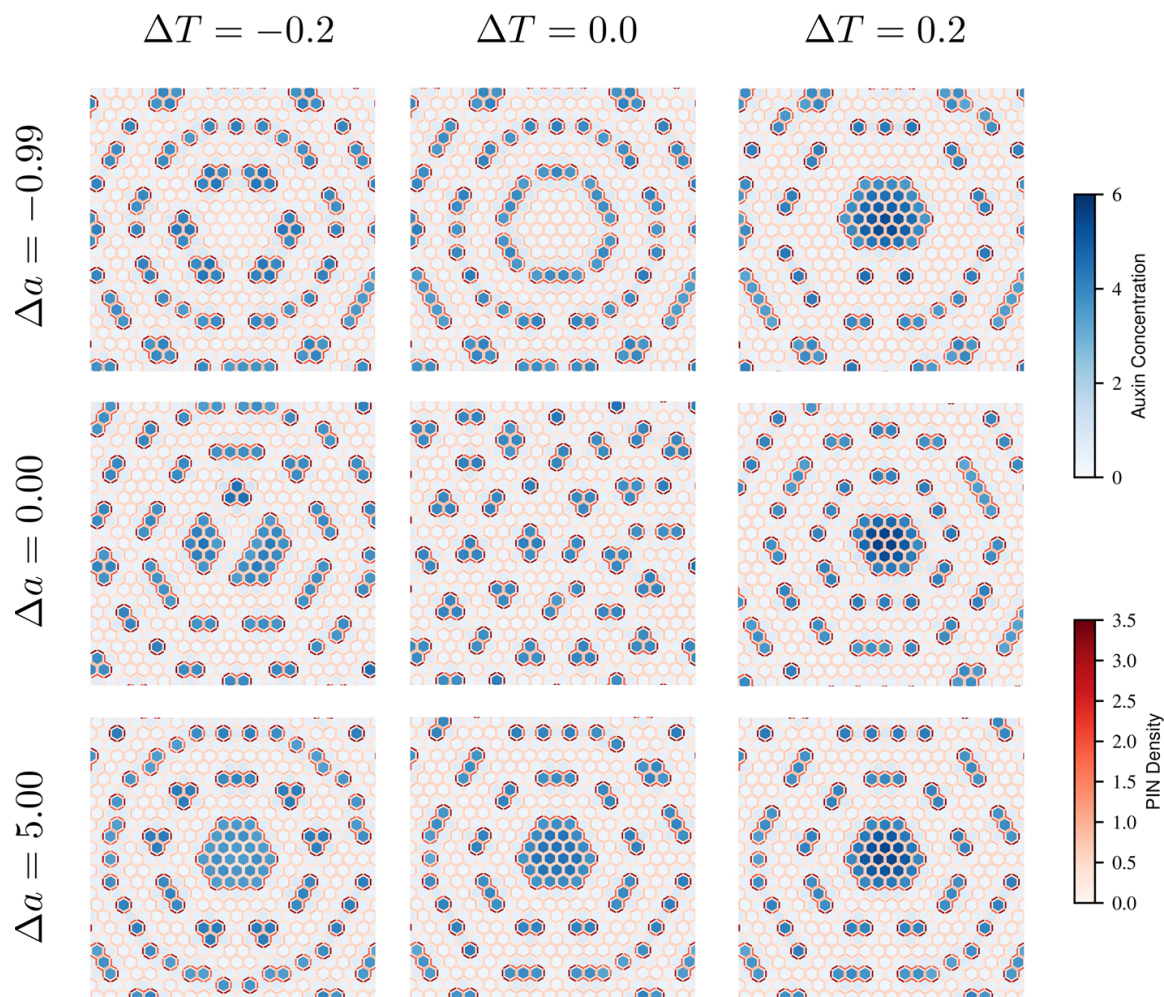 ΔT = −0.2
ΔT = 0.0
ΔT = 0.2
Δa = −0.99
Δa = 0.00
Δa = 5.00
6
4
2
0
Auxin Concentration
3.5
3.0
2.5
2.0
1.5
1.0
0.5
0.0
PIN Density